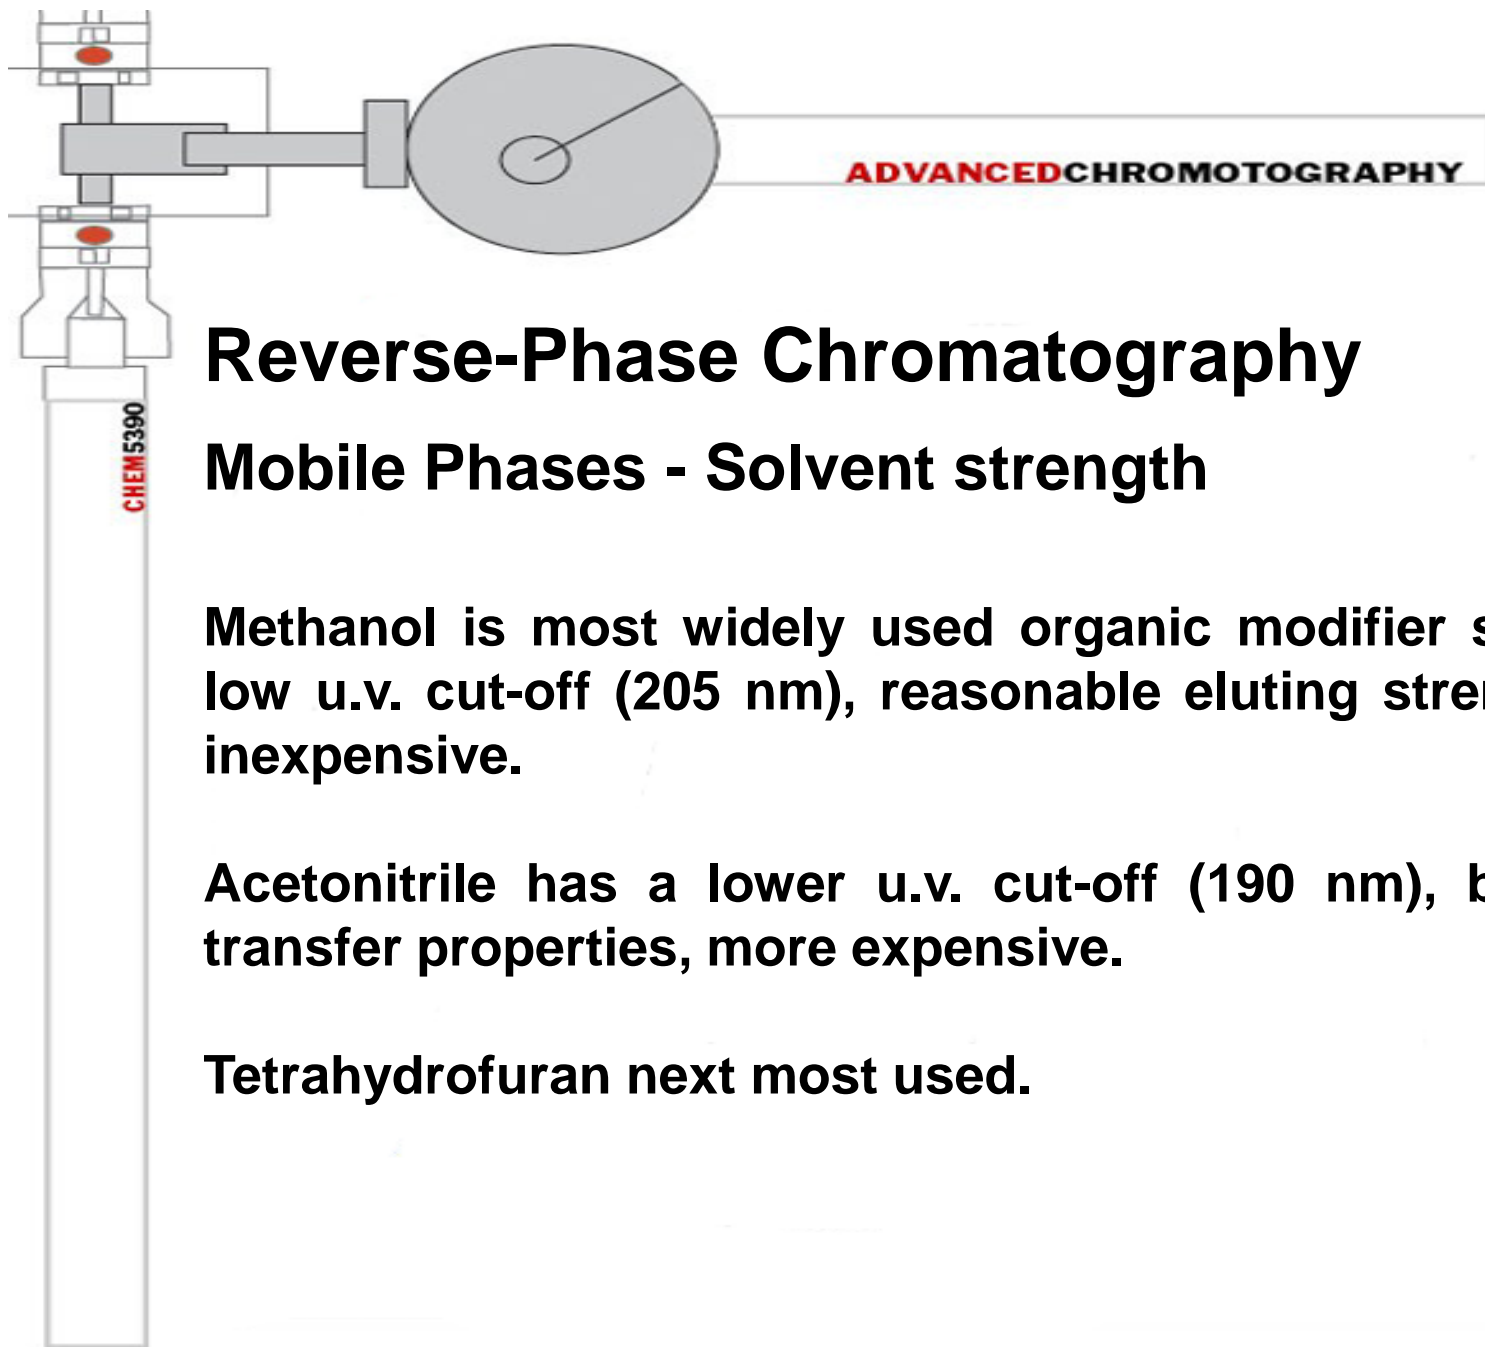 ADVANCEDCHROMOTOGRAPHY
CHEM5390
Reverse-Phase Chromatography
Mobile Phases - Solvent strength
Methanol is most widely used organic modifier
low u.v. cut-off (205 nm), reasonable eluting
inexpensive.
Acetonitrile has a lower u.v. cut-off (190 nm),
transfer properties, more expensive.
Tetrahydrofuran next most used.